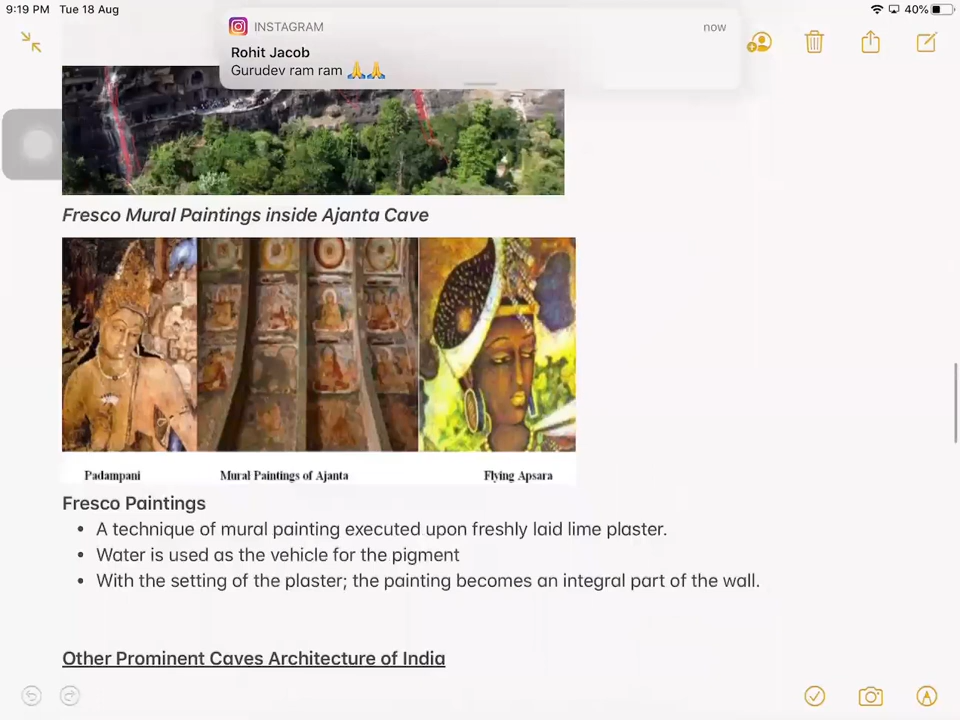 9:19 PM Tue 18 Aug
40%
INSTAGRAM
now
Rohit Jacob
Gurudev ram ram 🙏🙏
Fresco Mural Paintings inside Ajanta Cave
Padampani Mural Paintings of Ajanta Flying Apsara
Fresco Paintings
• A technique of mural painting executed upon freshly laid lime plaster.
• Water is used as the vehicle for the pigment
• With the setting of the plaster; the painting becomes an integral part of the wall.
Other Prominent Caves Architecture of India